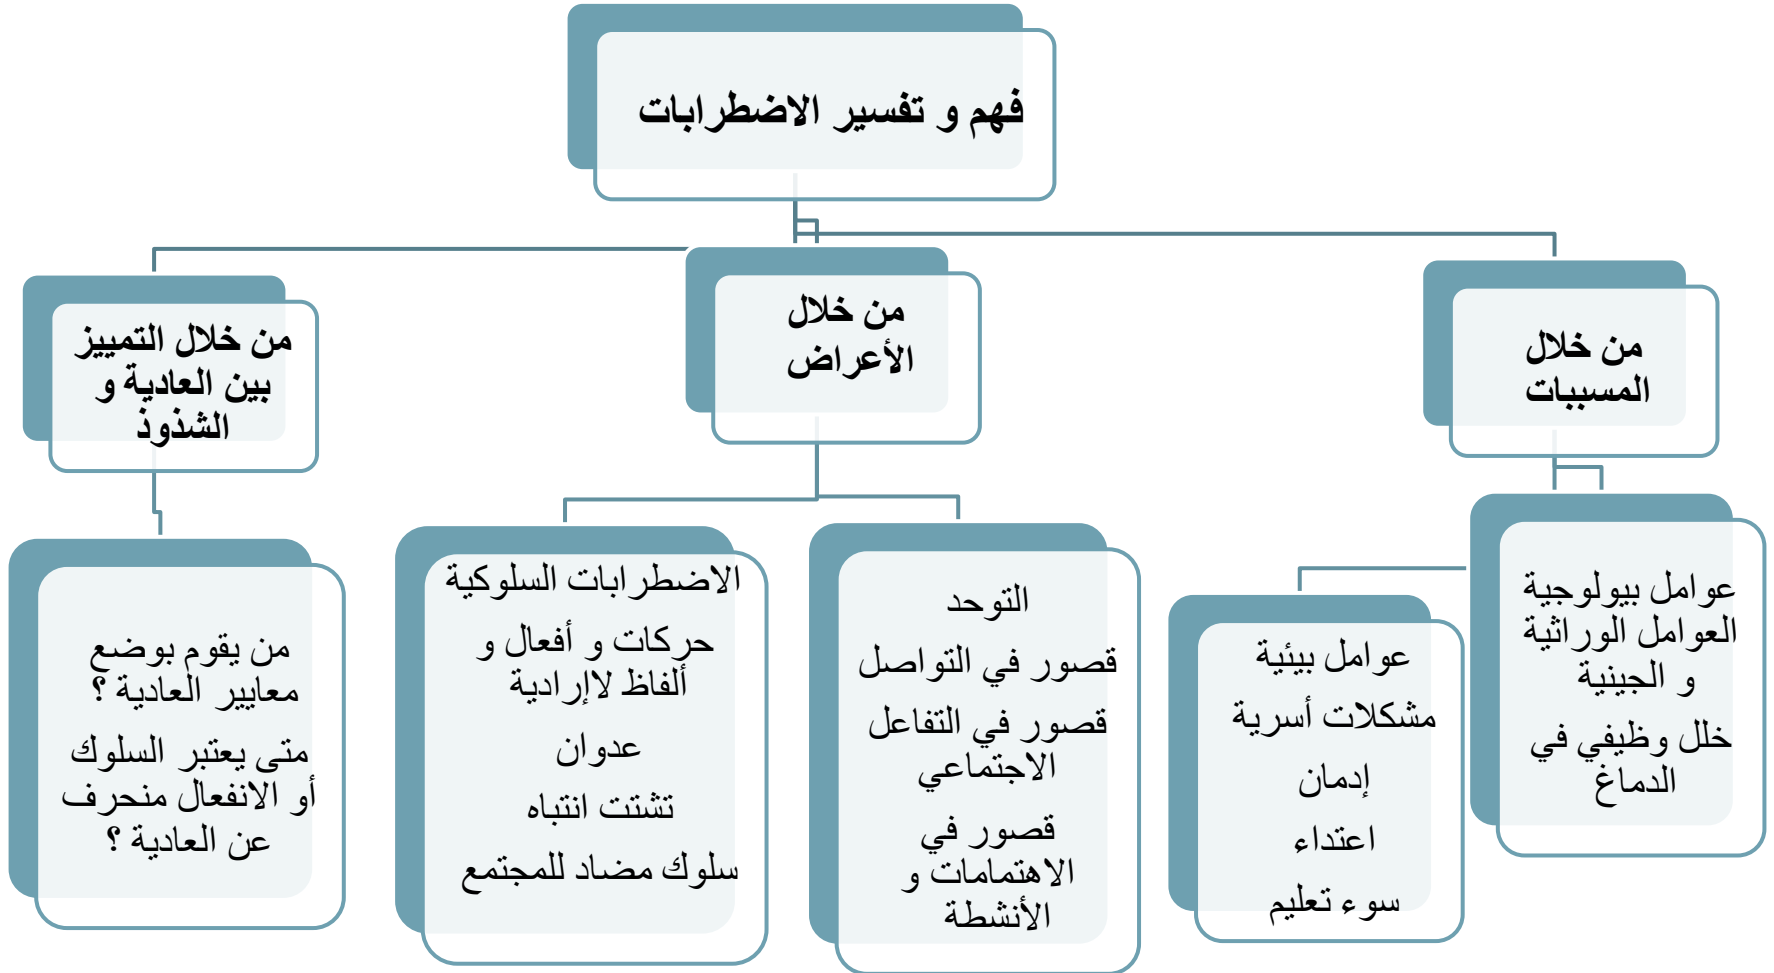 فهم و تفسير الاضطرابات
من خلال
المسببات
من خلال
الأعراض
من خلال التمييز
بين العادية و
الشذوذ
عوامل بيولوجية
العوامل الوراثية
و الجينية
خلل وظيفي في
الدماغ
عوامل بيئية
مشكلات أسرية
إدمان
اعتداء
سوء تعليم
التوحد
قصور في التواصل
قصور في التفاعل
الاجتماعي
قصور في
الاهتمامات و
الأنشطة
الاضطرابات السلوكية
حركات و أفعال و
ألفاظ لاإرادية
عدوان
تشتت انتباه
سلوك مضاد للمجتمع
من يقوم بوضع
معايير العادية ؟
متى يعتبر السلوك
أو الانفعال منحرف
عن العادية ؟